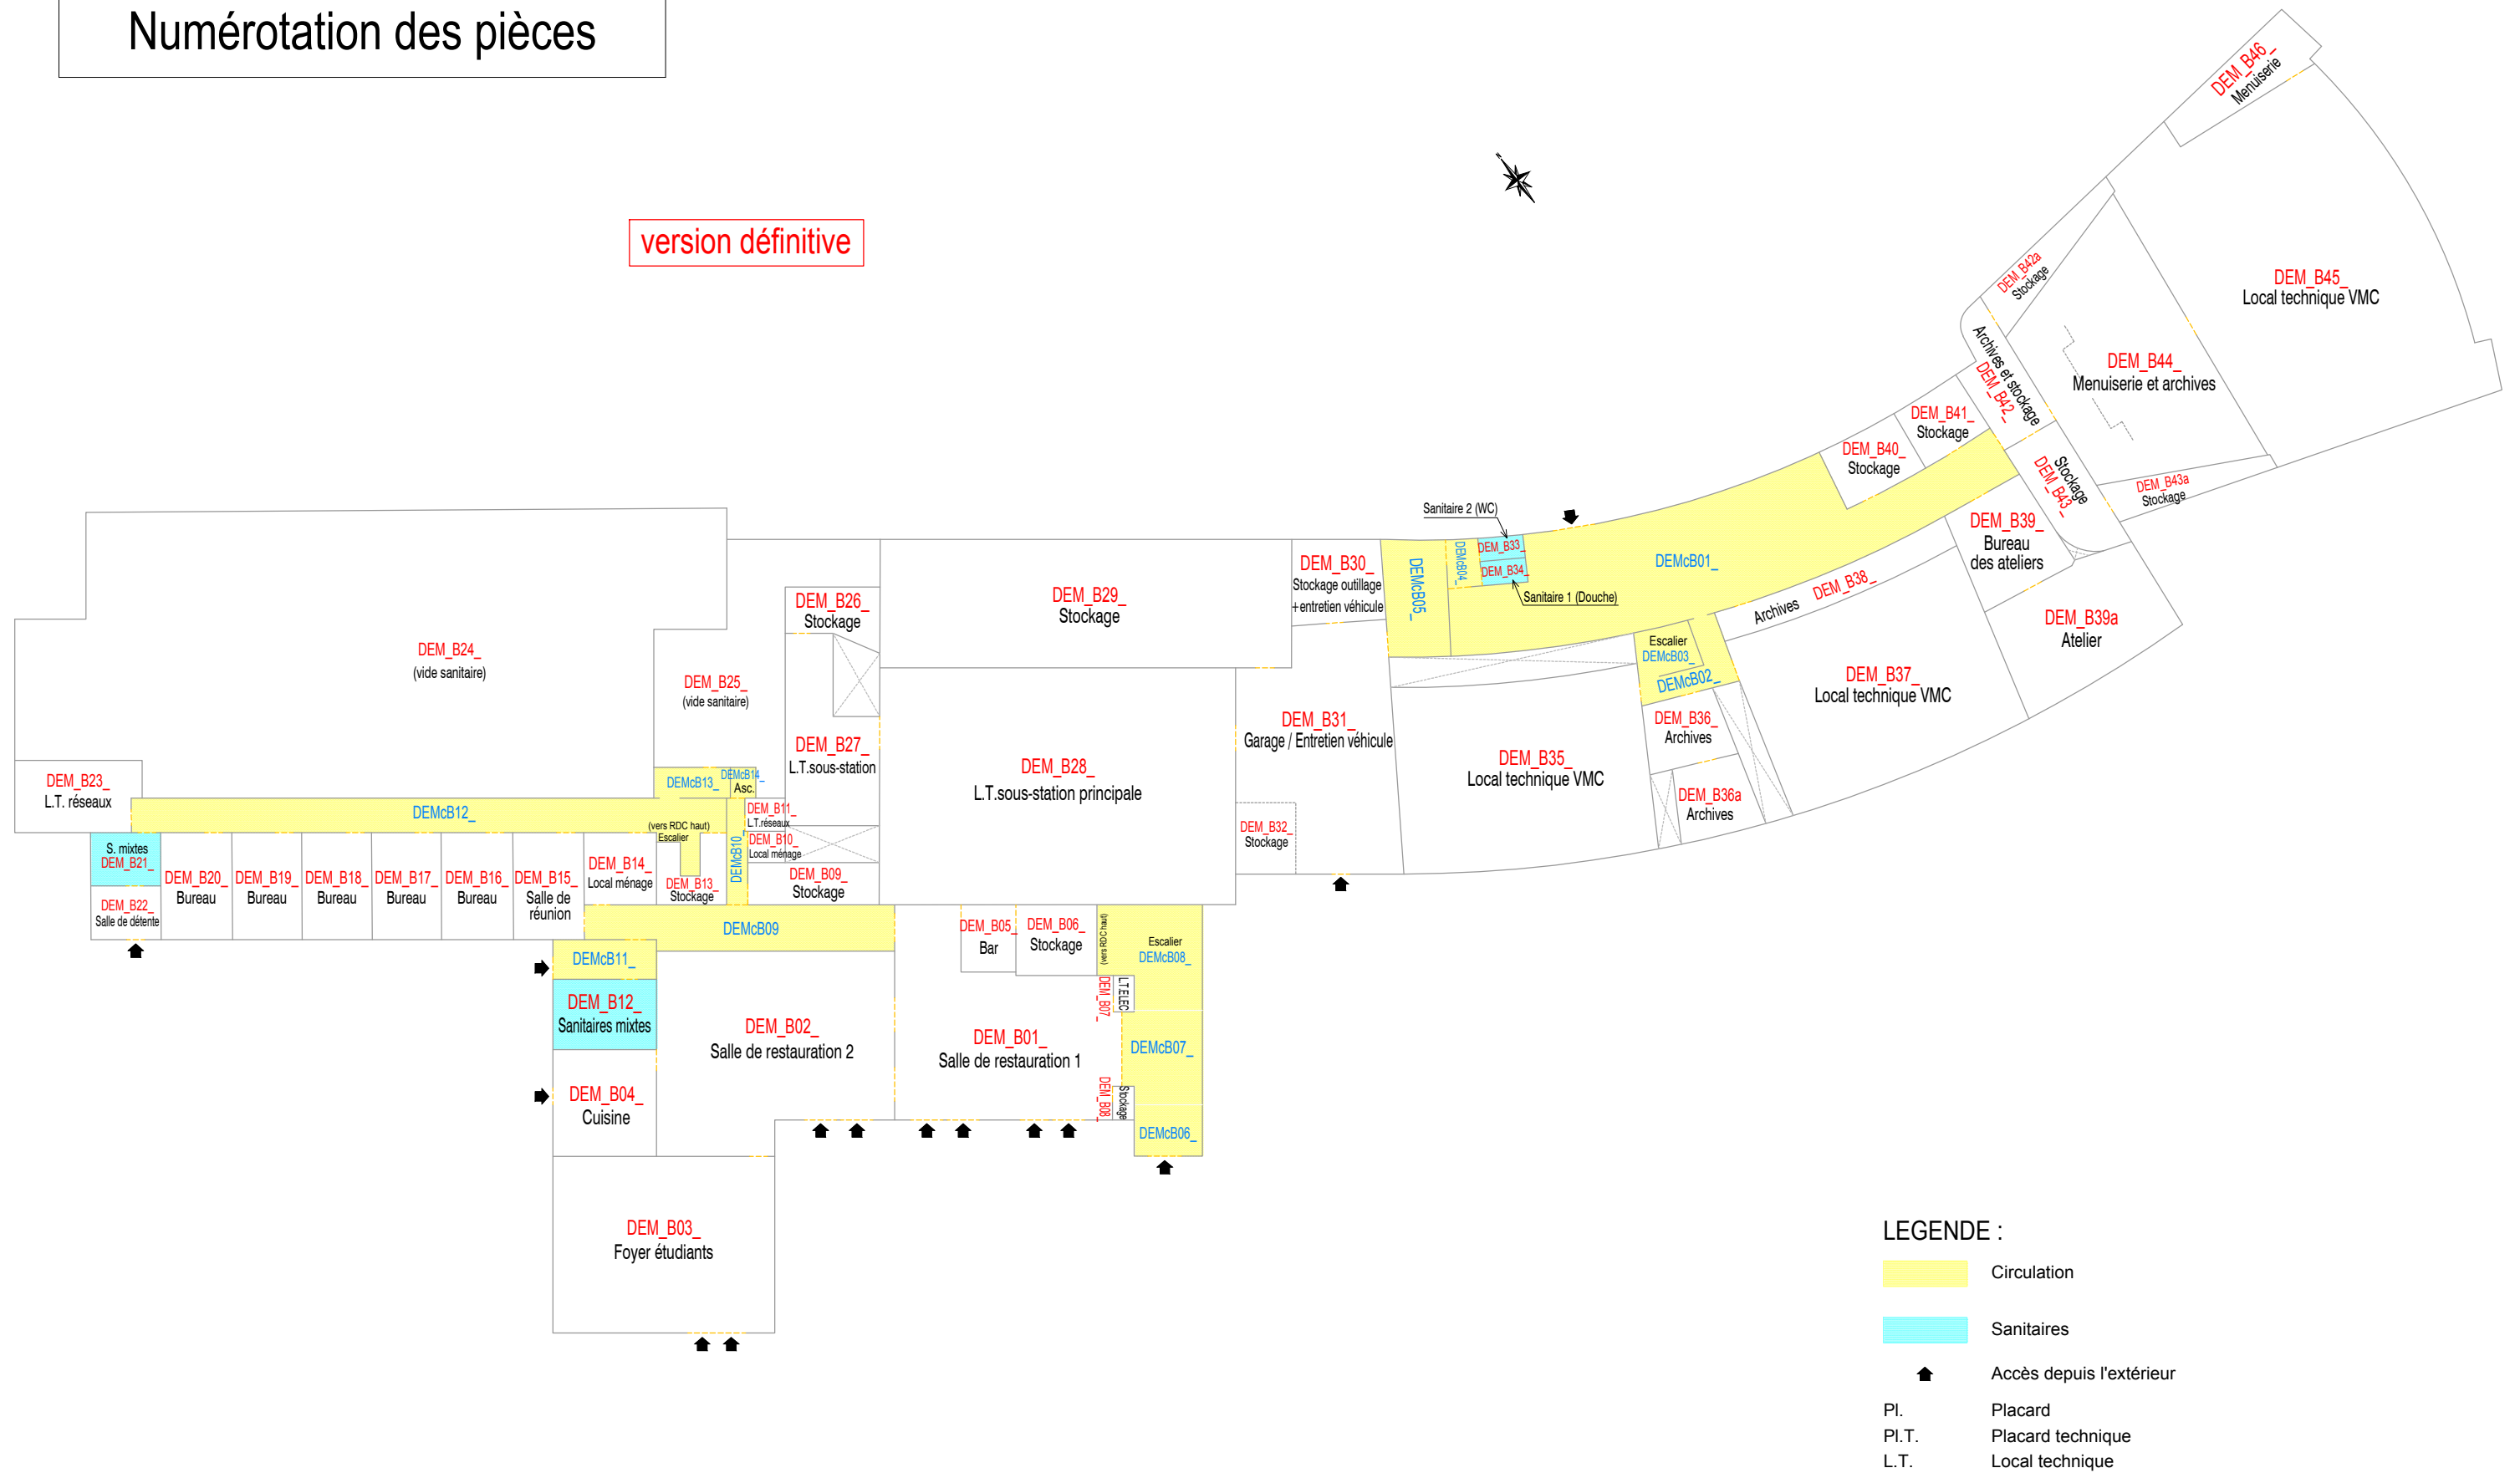 Numérotation des pièces
version définitive
DEM_B46_
Menuiserie
DEM_B45_
Local technique VMC
DEM_B42a
Stockage
DEM_B44_
Menuiserie et archives
Archives et stockage
DEM_B42_
DEM_B41_
Stockage
DEM_B40_
Stockage
Stockage
DEM_B43_
DEM_B43a
Stockage
DEM_B39_
Bureau
des ateliers
DEM_B39a
Atelier
Archives DEM_B38_
DEM_B37_
Local technique VMC
DEMcB01_
Sanitaire 2 (WC)
DEM_B33_
DEM_B34_
Sanitaire 1 (Douche)
DEMcB04_
DEMcB05_
Escalier
DEMcB03_
DEMcB02_
DEM_B36_
Archives
DEM_B36a
Archives
DEM_B35_
Local technique VMC
DEM_B30_
Stockage outillage
+entretien véhicule
DEM_B31_
Garage / Entretien véhicule
DEM_B32_
Stockage
DEM_B29_
Stockage
DEM_B28_
L.T.sous-station principale
DEM_B26_
Stockage
DEM_B27_
L.T.sous-station
DEM_B25_
(vide sanitaire)
DEM_B24_
(vide sanitaire)
DEM_B23_
L.T. réseaux
DEMcB13_
DEMcB14_
Asc.
DEMcB12_
(vers RDC haut)
Escalier
DEMcB10_
DEM_B11_
L.T.réseaux
DEM_B10_
Local ménage
DEM_B09_
Stockage
S. mixtes
DEM_B21_
DEM_B22_
Salle de détente
DEM_B20_
Bureau
DEM_B19_
Bureau
DEM_B18_
Bureau
DEM_B17_
Bureau
DEM_B16_
Bureau
DEM_B15_
Salle de
réunion
DEM_B14_
Local ménage
DEM_B13_
Stockage
DEMcB09
DEMcB11_
DEM_B12_
Sanitaires mixtes
DEM_B04_
Cuisine
DEM_B02_
Salle de restauration 2
DEM_B01_
Salle de restauration 1
DEM_B05_
Bar
DEM_B06_
Stockage
(vers RDC haut)
Escalier
DEMcB08_
L.T.ELEC
DEM_B07_
DEMcB07_
Stockage
DEM_B08_
DEMcB06_
DEM_B03_
Foyer étudiants
LEGENDE :
Circulation
Sanitaires
Accès depuis l'extérieur
Pl. Placard
Pl.T. Placard technique
L.T. Local technique